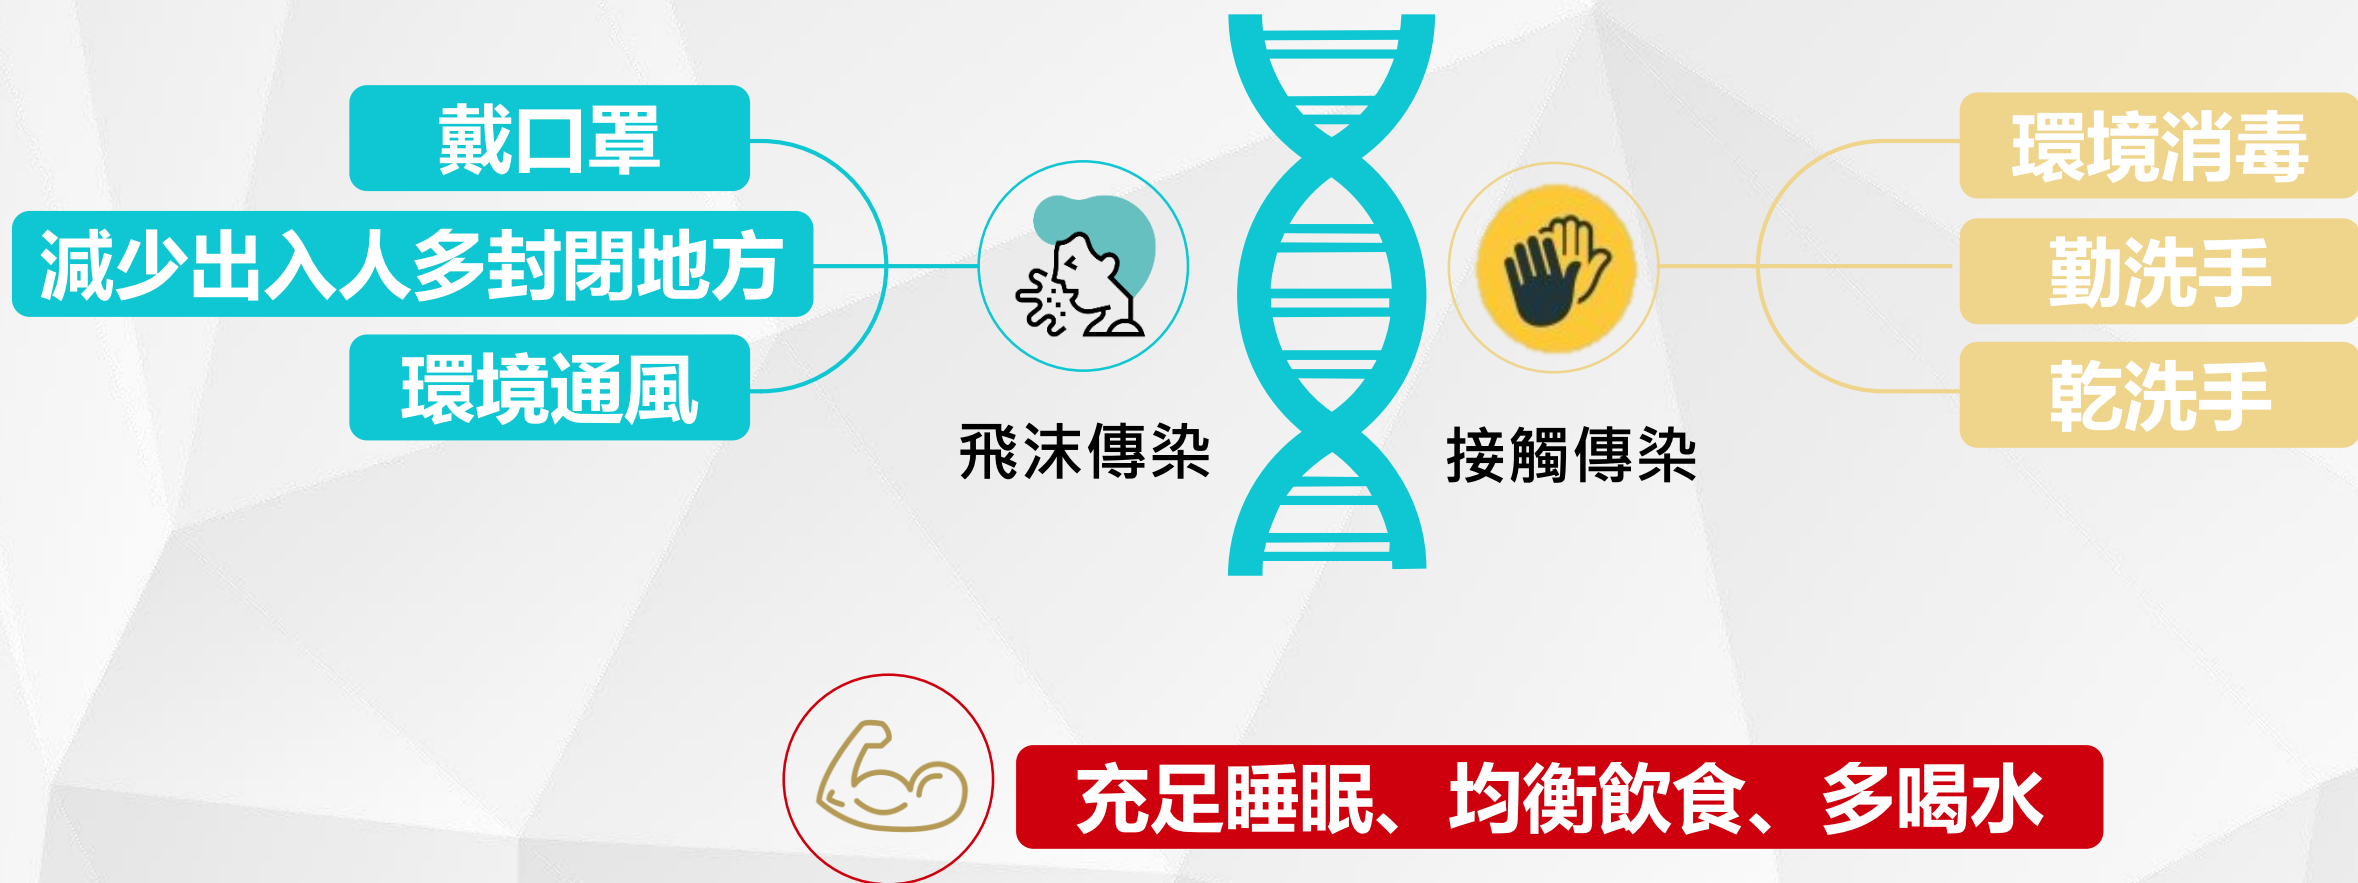 戴口罩
減少出入人多封閉地方
環境通風
飛沫傳染
接觸傳染
環境消毒
勤洗手
乾洗手
充足睡眠、均衡飲食、多喝水